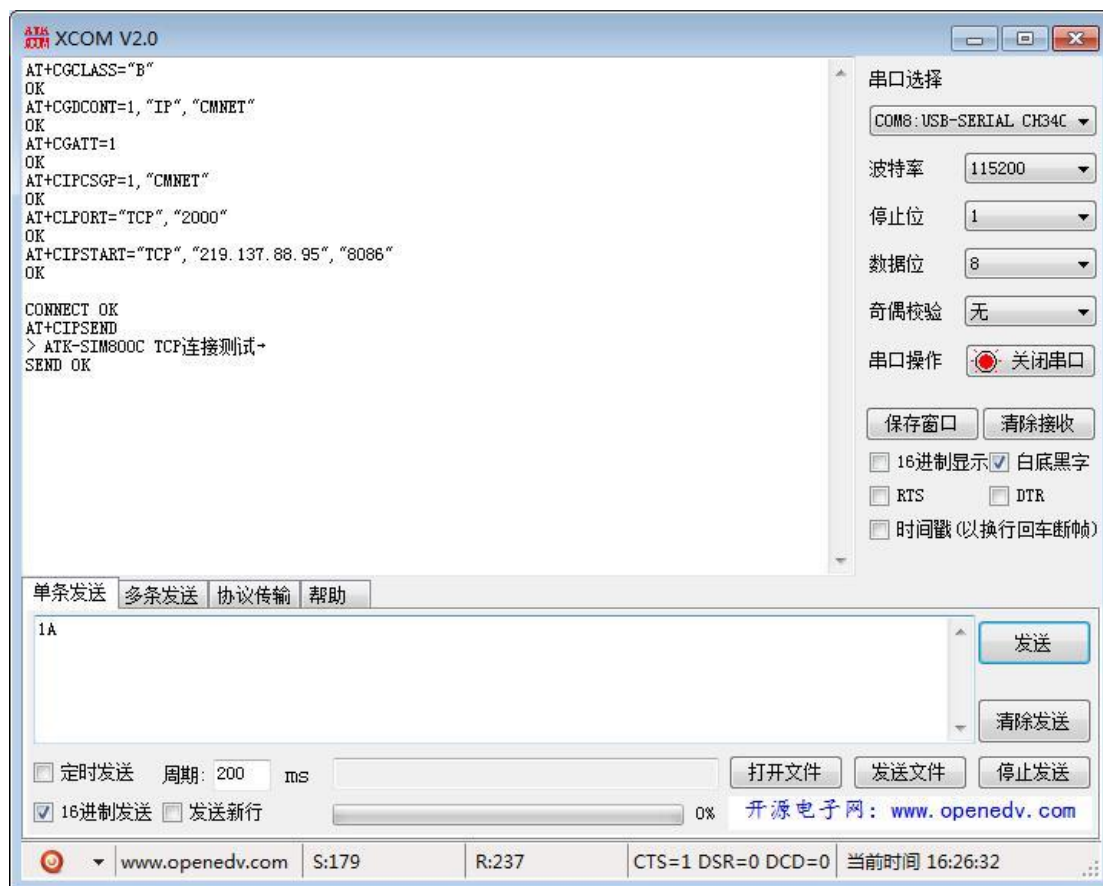 ATK COM XCOM V2.0
AT+CGCLASS="B"
OK
AT+CGDCONT=1,"IP","CMNET"
OK
AT+CGATT=1
OK
AT+CIPCSGP=1,"CMNET"
OK
AT+CLPORT="TCP","2000"
OK
AT+CIPSTART="TCP","219.137.88.95","8086"
OK
CONNECT OK
AT+CIPSEND
> ATK-SIM800C TCP连接测试→
SEND OK
串口选择
COM8:USB-SERIAL CH34C
波特率 115200
停止位 1
数据位 8
奇偶校验 无
串口操作 关闭串口
保存窗口 清除接收
16进制显示 白底黑字
RTS DTR
时间戳(以换行回车断帧)
单条发送 多条发送 协议传输 帮助
1A
发送
清除发送
定时发送 周期: 200 ms 打开文件 发送文件 停止发送
16进制发送 发送新行 0% 开源电子网: www.openedv.com
www.openedv.com S:179 R:237 CTS=1 DSR=0 DCD=0 当前时间 16:26:32